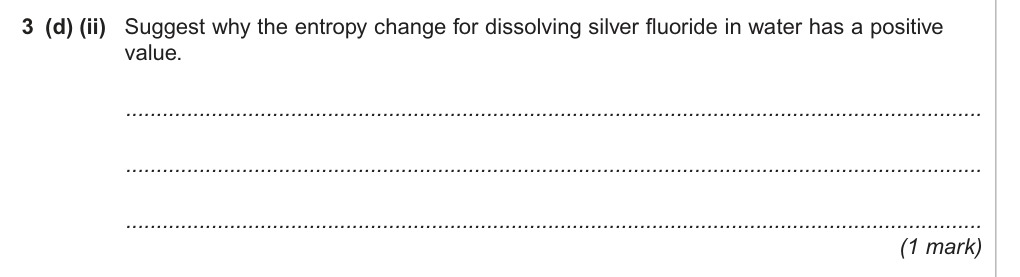 3 (d) (ii) Suggest why the entropy change for dissolving silver fluoride in water has a positive
value.
(1 mark)